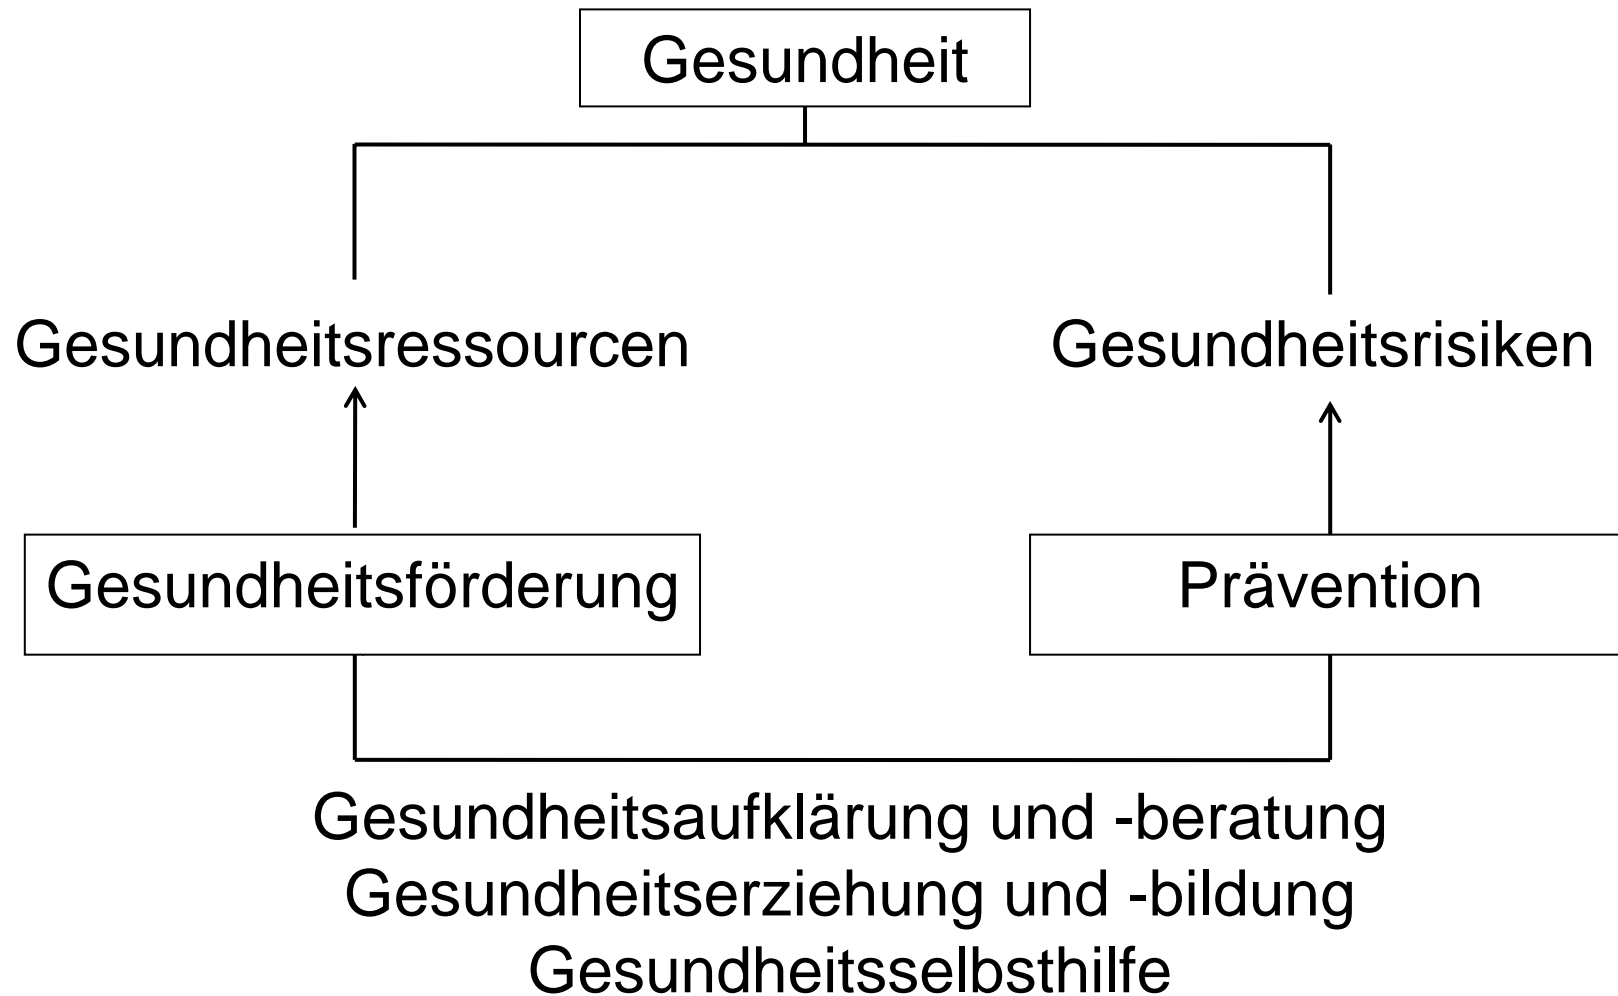 Gesundheit
Gesundheitsressourcen
Gesundheitsrisiken
Gesundheitsförderung
Prävention
Gesundheitsaufklärung und -beratung
Gesundheitserziehung und -bildung
Gesundheitsselbsthilfe